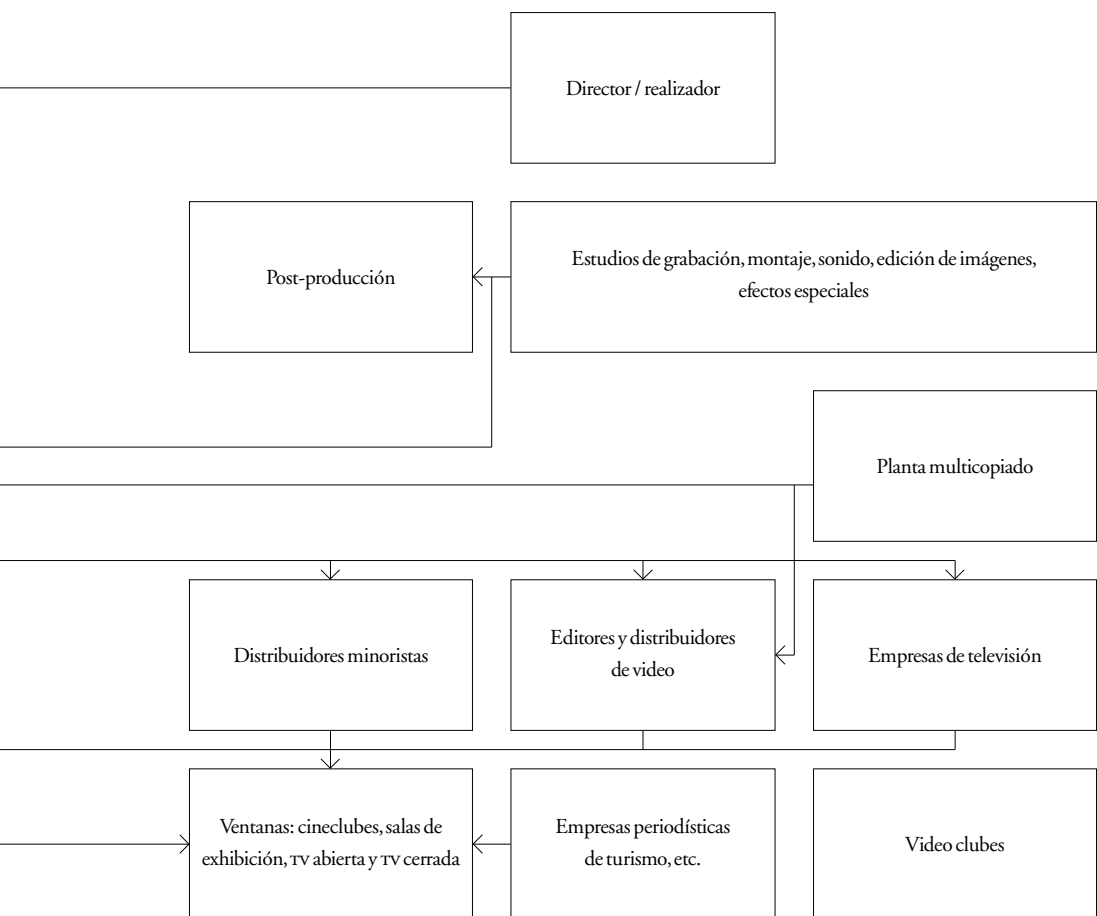 Director / realizador
Post-producción
Estudios de grabación, montaje, sonido, edición de imágenes,
efectos especiales
Planta multicopiado
Distribuidores minoristas
Editores y distribuidores
de video
Empresas de televisión
Ventanas: cineclubes, salas de
exhibición, TV abierta y TV cerrada
Empresas periodísticas
de turismo, etc.
Video clubes